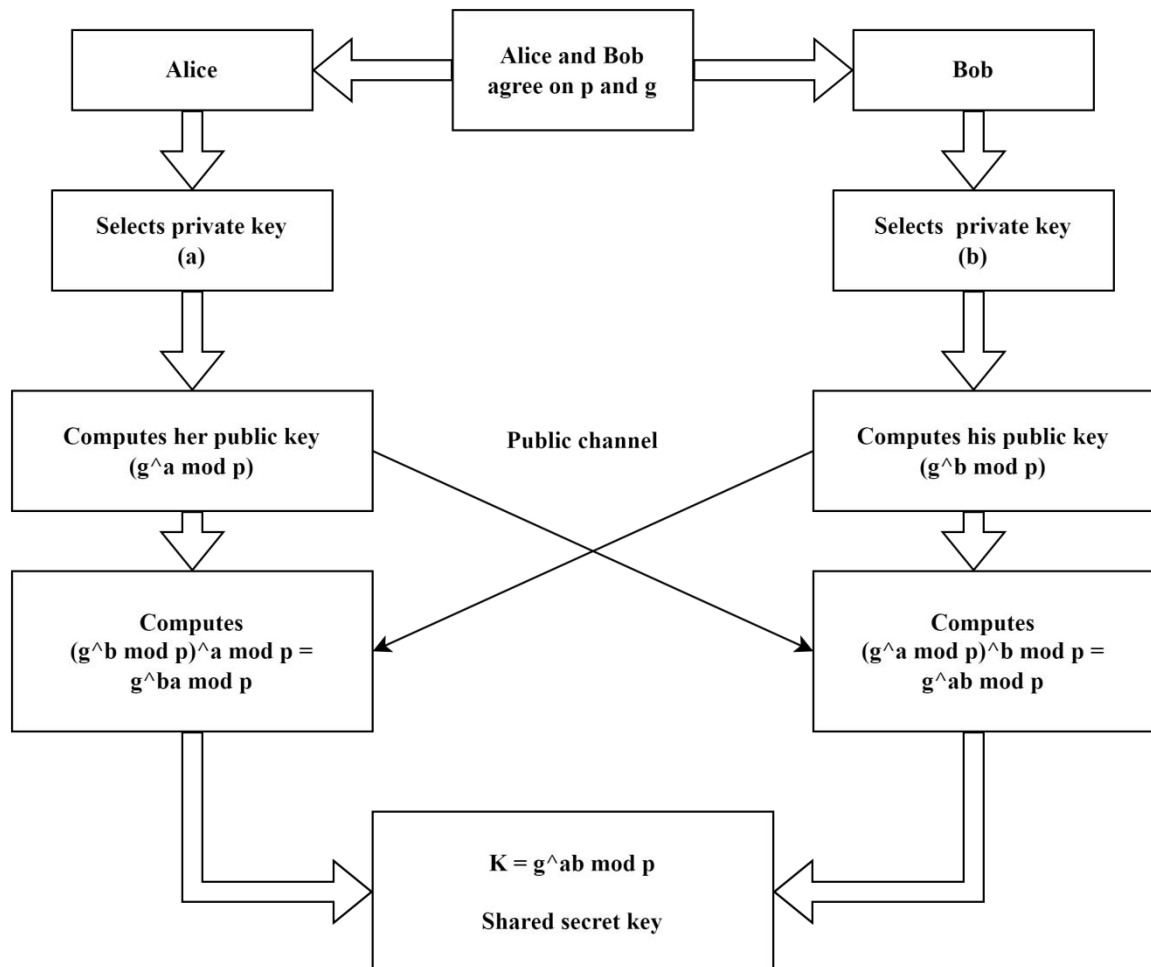 Alice
Alice and Bob
agree on p and g
Bob
Selects private key
(a)
Selects  private key
(b)
Computes her public key
(g^a mod p)
Public channel
Computes his public key
(g^b mod p)
Computes
(g^b mod p)^a mod p =
g^ba mod p
Computes
(g^a mod p)^b mod p =
g^ab mod p
K = g^ab mod p
Shared secret key